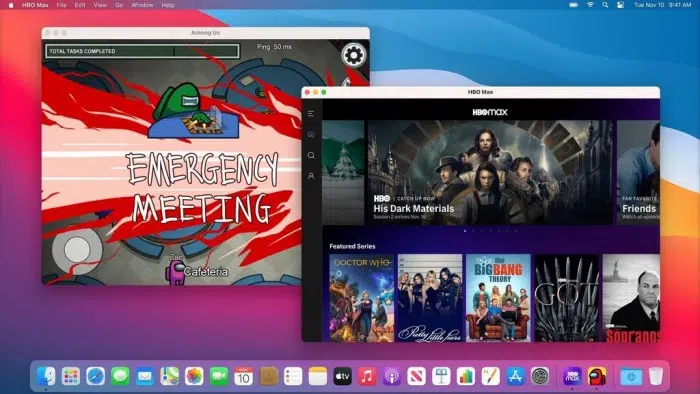 HBO Max File Edit View Go Window Help
Tue Nov 10 9:41 AM
Among Us
TOTAL TASKS COMPLETED
Ping: 50 ms
EMERGENCY
MEETING
Cafeteria
HBO Max
HBOMAX
HBO CATCH UP NOW
His Dark Materials
Season 2 arrives Nov 16
FAN FAVORITE
Friends
Watch all episode
Featured Series
DOCTOR WHO
Pretty Little Liars
THE
BIG BANG
THEORY
GOT
Sopranos
NOV
10
tv
HBO
max